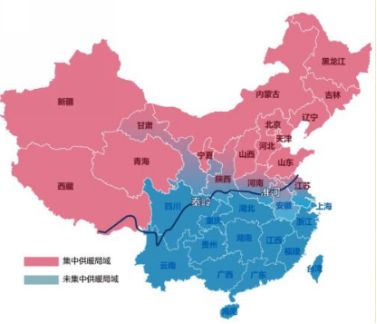 黑龙江
吉林
辽宁
内蒙古
新疆
甘肃
北京
天津
河北
宁夏
山西
山东
青海
陕西
河南
江苏
西藏
秦岭
淮河
四川
重庆
湖北
安徽
上海
浙江
贵州
湖南
江西
福建
云南
广西
广东
台湾
海南
集中供暖局域
未集中供暖局域